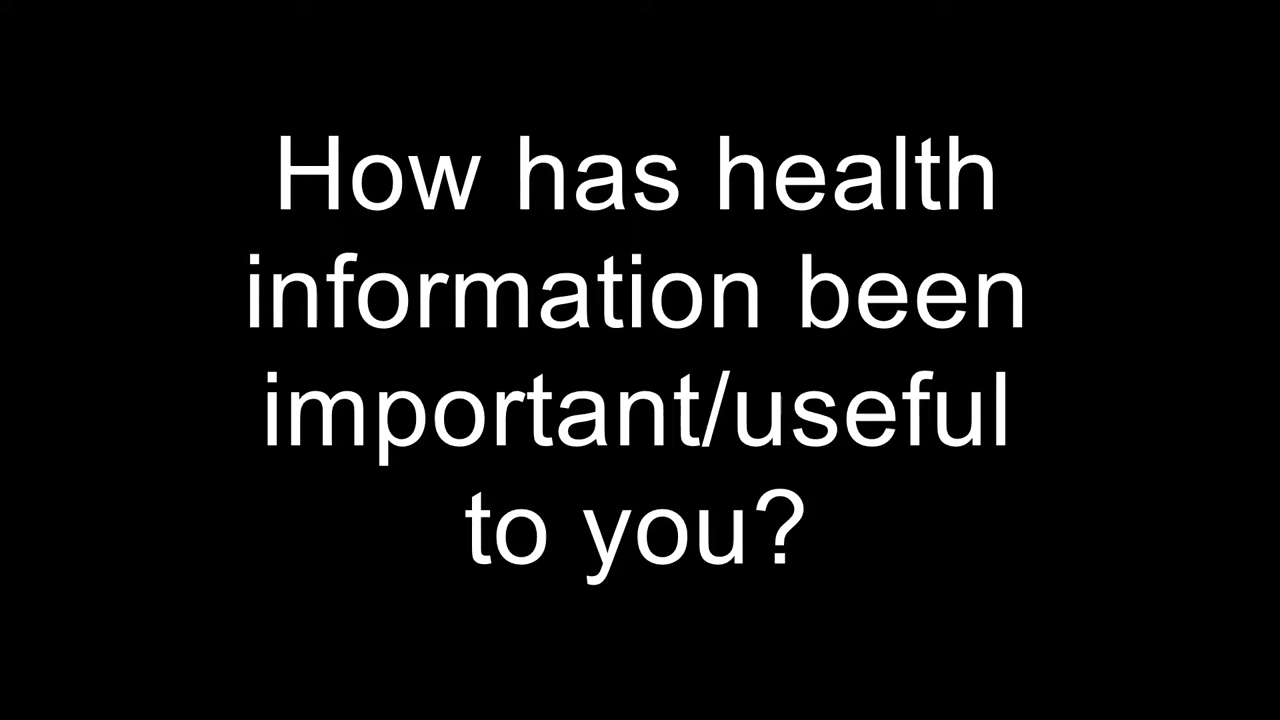 How has health
information been
important/useful
to you?